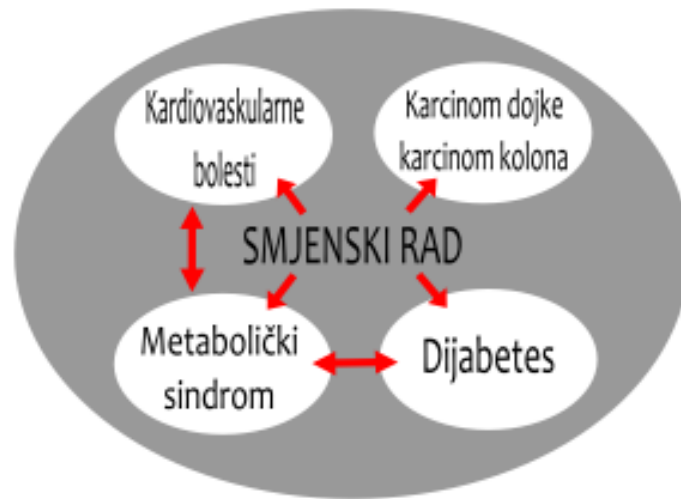 Kardiovaskularne
bolesti
Karcinom dojke
karcinom kolona
SMJENSKI RAD
Metabolički
sindrom
Dijabetes